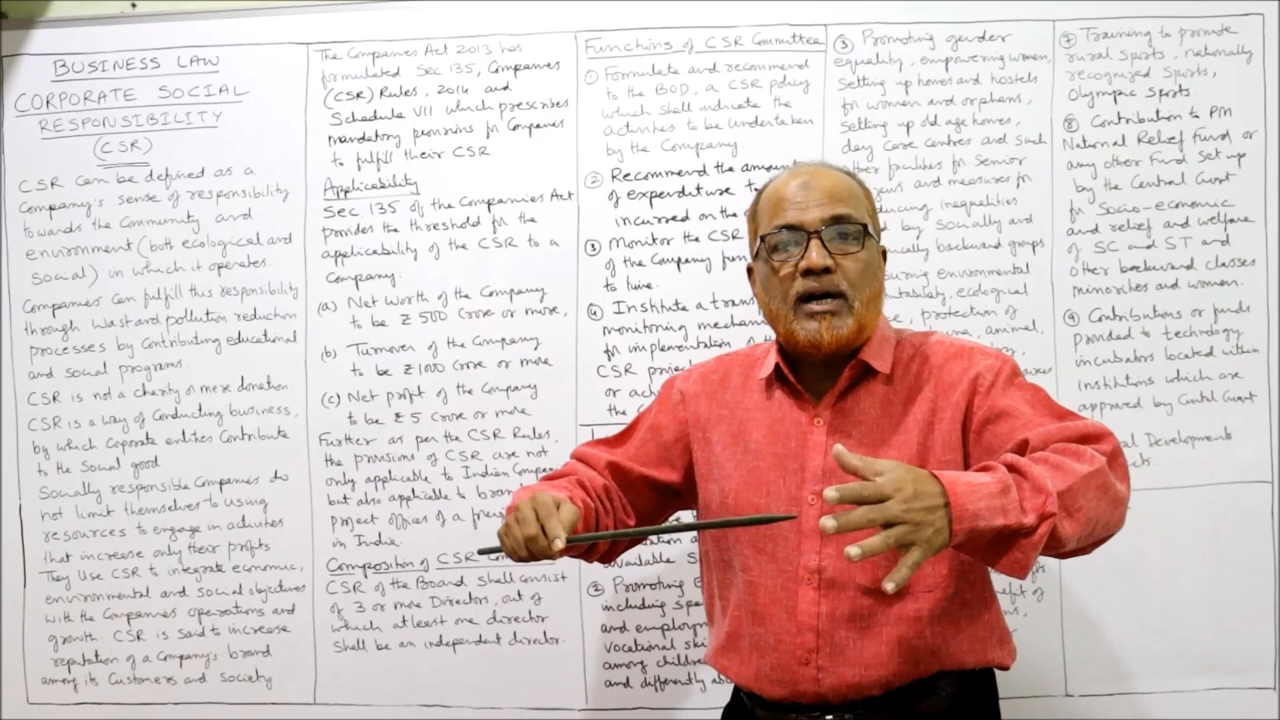 BUSINESS LAW
CORPORATE SOCIAL
RESPONSIBILITY
(CSR)
CSR can be defined as a
Company's sense of responsibility
towards the Community and
environment (both ecological and
social) in which it operates.
Companies can fulfill this responsibility
through waste and pollution reduction
processes by contributing educational
and social programs.
CSR is not a charity or mere donation.
CSR is a way of conducting business,
by which Coporate entities contribute
to the Social good
Socially responsible Companies do
not limit themselves to using
resources to engage in activities
that increase only their profits
They use CSR to integrate economic,
environmental and social objectives
with the Companies operations and
growth. CSR is said to increase
reputation of a Company's brand
among its Customers and Society
The Companies Act 2013 has
formulated Sec 135, Companies
(CSR) Rules, 2014 and
Schedule VII which prescribes
mandatory provisions for Companies
to fulfill their CSR
Applicability
Sec 135 of the Companies Act
provides the threshold for the
applicability of the CSR to a
Company.
(a) Net worth of the Company
to be ₹ 500 Crore or more,
(b) Turnover of the Company
to be ₹ 1000 Crore or more
(c) Net profit of the Company
to be ₹ 5 Crore or more
Further as per the CSR Rules,
the provisions of CSR are not
only applicable to Indian
but also applicable to
project offices of a
in India.
Composition of CSR
CSR of the Board shall consist
of 3 or more Directors, out of
which atleast one director
shall be an independent director.
Functions of CSR Committee
① Formulate and recommend
to the BOD, a CSR policy
which shall indicate the
activities to be undertaken
by the Company
② Recommend the amount
of expenditure to
incurred on the
③ Monitor the CSR
of the Company
to time.
④ Institute a
monitoring
for implementation of
CSR
or
the
available
② Promoting
including
and
vocational
among children
and differently
③ Promoting gender
equality, empowering women,
Setting up homes and hostels
for women and orphans,
Setting up old age homes,
day care centres and such
facilities for Senior
and measures for
inequalities
by Socially and
backward groups
environmental
ecological
protection of
animal,
of
⑦ Training to promote
rural sports, nationally
recognized sports,
Olympic sports.
⑧ Contribution to PM
National Relief Fund or
any other Fund set up
by the Central Govt
for Socio-economic
and relief and welfare
of SC and ST and
other backward classes
minorities and women.
⑨ Contributions or funds
provided to technology
incubators located within
institutions which are
approved by Central Govt
Developments